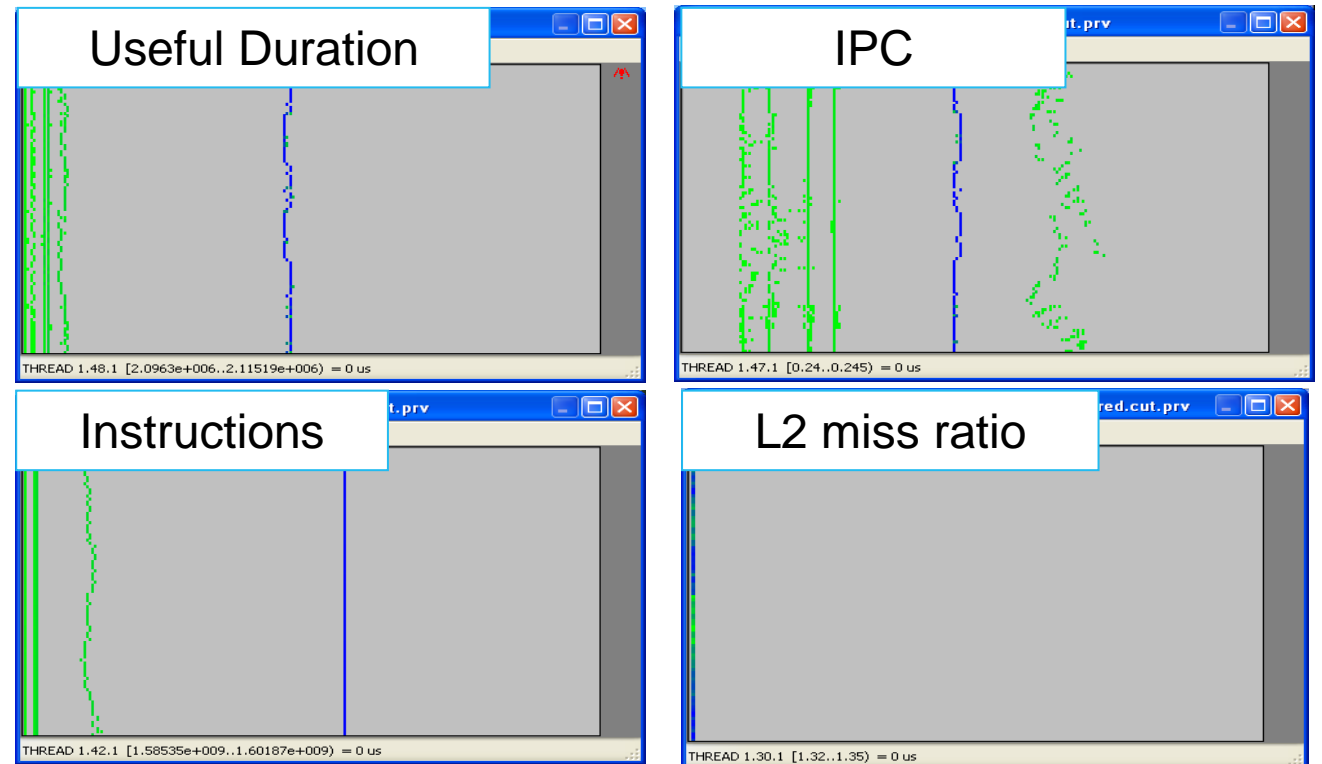 Useful Duration
IPC
it.prv
THREAD 1.48.1 [2.0963e+006..2.11519e+006) = 0 us
THREAD 1.47.1 [0.24..0.245) = 0 us
Instructions
t.prv
L2 miss ratio
red.cut.prv
THREAD 1.42.1 [1.58535e+009..1.60187e+009) = 0 us
THREAD 1.30.1 [1.32..1.35) = 0 us